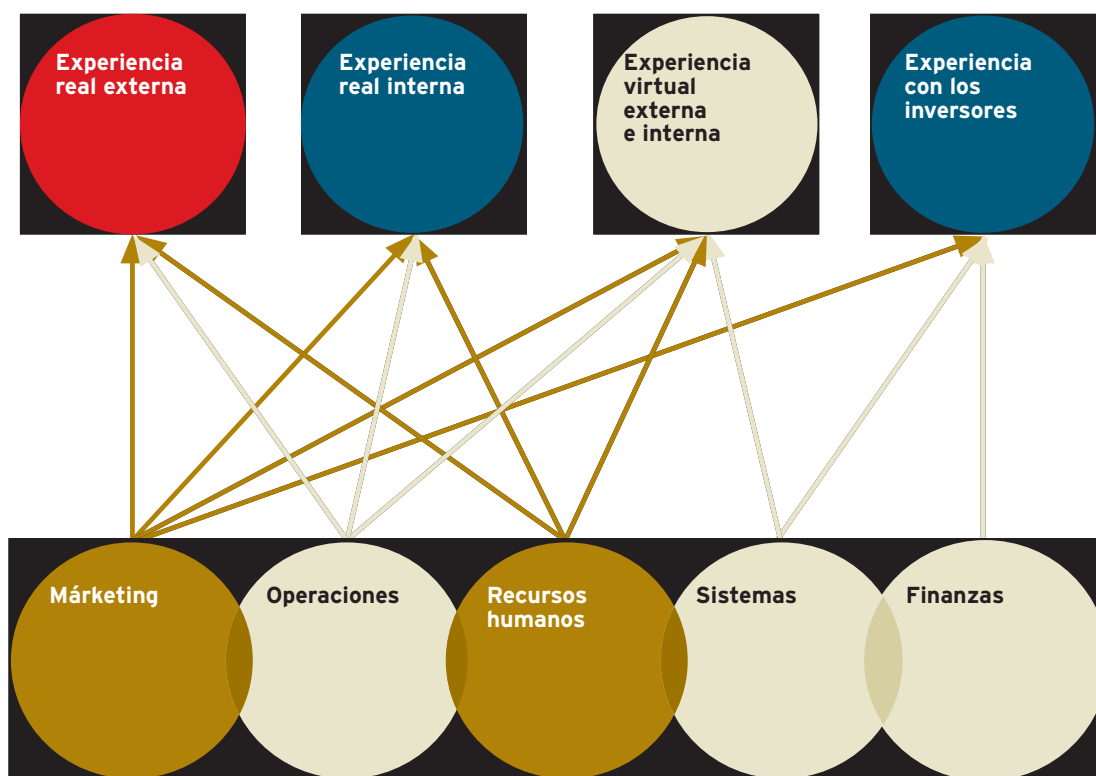 Experiencia
real externa
Experiencia
real interna
Experiencia
virtual
externa
e interna
Experiencia
con los
inversores
Márketing
Operaciones
Recursos
humanos
Sistemas
Finanzas